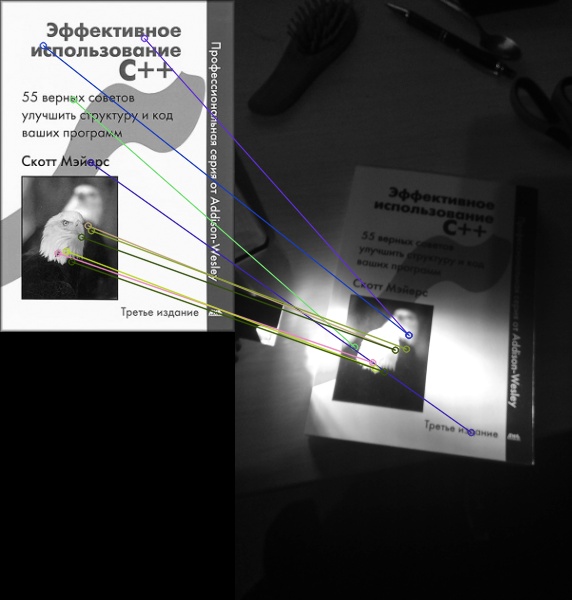 Эффективное
использование
C++
55 верных советов
улучшить структуру и код
ваших программ
Скотт Мэйерс
Третье издание
Профессиональная серия от Addison-Wesley
Эффективное
использование
C++
55 верных советов
улучшить структуру и код
ваших программ
Скотт Мэйерс
Третье издание
серия от Addison-Wesley